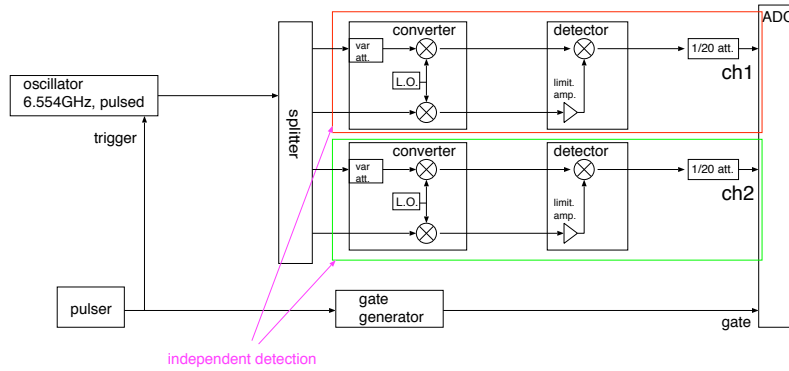 converter
detector
ADC
var
att.
1/20 att.
L.O.
limit.
amp.
ch1
oscillator
6.554GHz, pulsed
trigger
splitter
converter
detector
var
att.
1/20 att.
L.O.
limit.
amp.
ch2
pulser
gate
generator
gate
independent detection